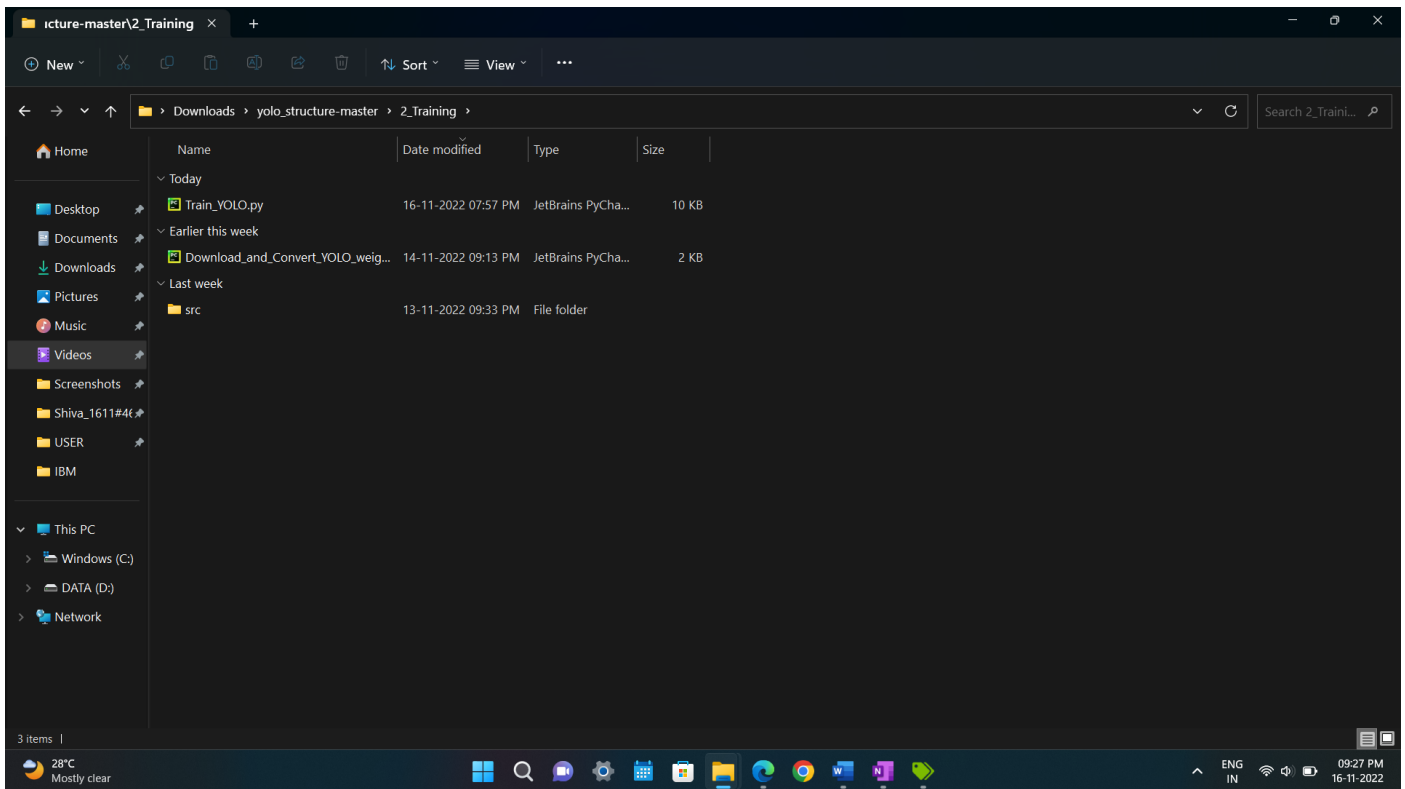 ıcture-master\2_Training
New
Sort
View
Downloads
yolo_structure-master
2_Training
Search 2_Traini...
Home
Name
Date modified
Type
Size
Today
Desktop
Train_YOLO.py
16-11-2022 07:57 PM
JetBrains PyCha...
10 KB
Documents
Earlier this week
Downloads
Download_and_Convert_YOLO_weig...
14-11-2022 09:13 PM
JetBrains PyCha...
2 KB
Pictures
Last week
Music
src
13-11-2022 09:33 PM
File folder
Videos
Screenshots
Shiva_1611#4
USER
IBM
This PC
Windows (C:)
DATA (D:)
Network
3 items
28°C
Mostly clear
ENG
IN
09:27 PM
16-11-2022